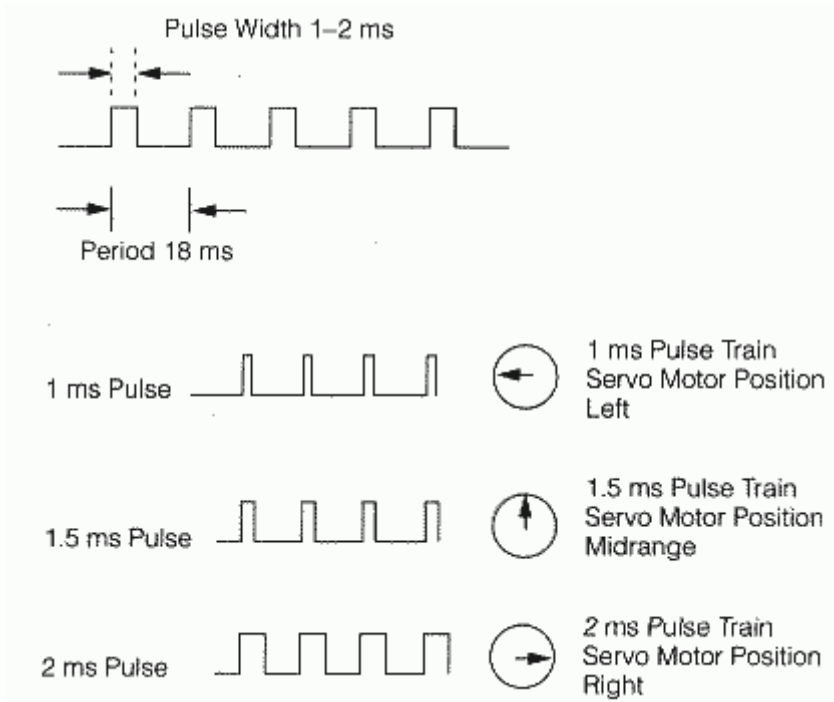 Pulse Width 1–2 ms
Period 18 ms
1 ms Pulse
1 ms Pulse Train
Servo Motor Position
Left
1.5 ms Pulse
1.5 ms Pulse Train
Servo Motor Position
Midrange
2 ms Pulse
2 ms Pulse Train
Servo Motor Position
Right